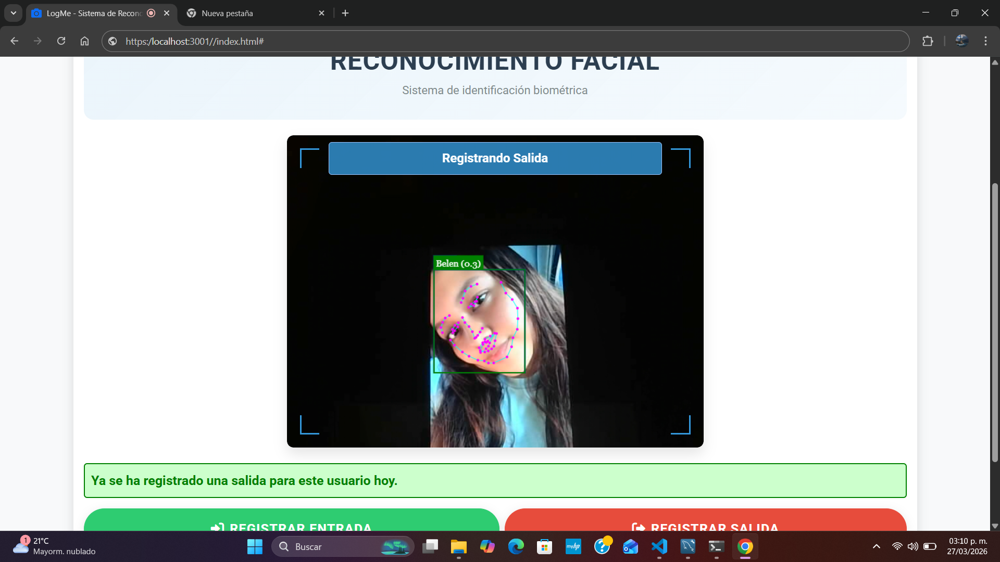 LogMe - Sistema de Recono
Nueva pestaña
https:/localhost:3001//index.html#
RECONOCIMIENTO FACIAL
Sistema de identificación biométrica
Registrando Salida
Belen (0.3)
Ya se ha registrado una salida para este usuario hoy.
REGISTRAR ENTRADA
REGISTRAR SALIDA
1
21°C
Mayorm. nublado
Buscar
myhp
03:10 p. m.
27/03/2026